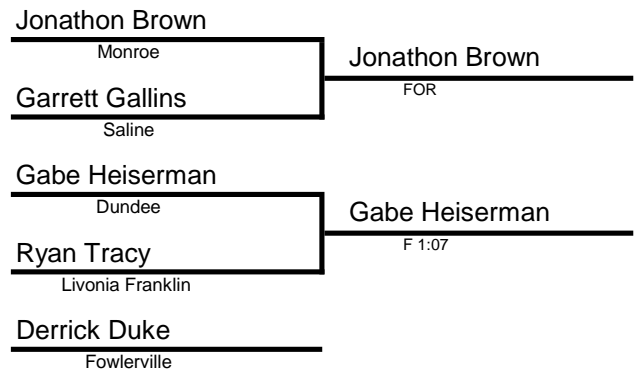 Jonathon Brown
Monroe
Jonathon Brown
FOR
Garrett Gallins
Saline
Gabe Heiserman
Dundee
Gabe Heiserman
F 1:07
Ryan Tracy
Livonia Franklin
Derrick Duke
Fowlerville